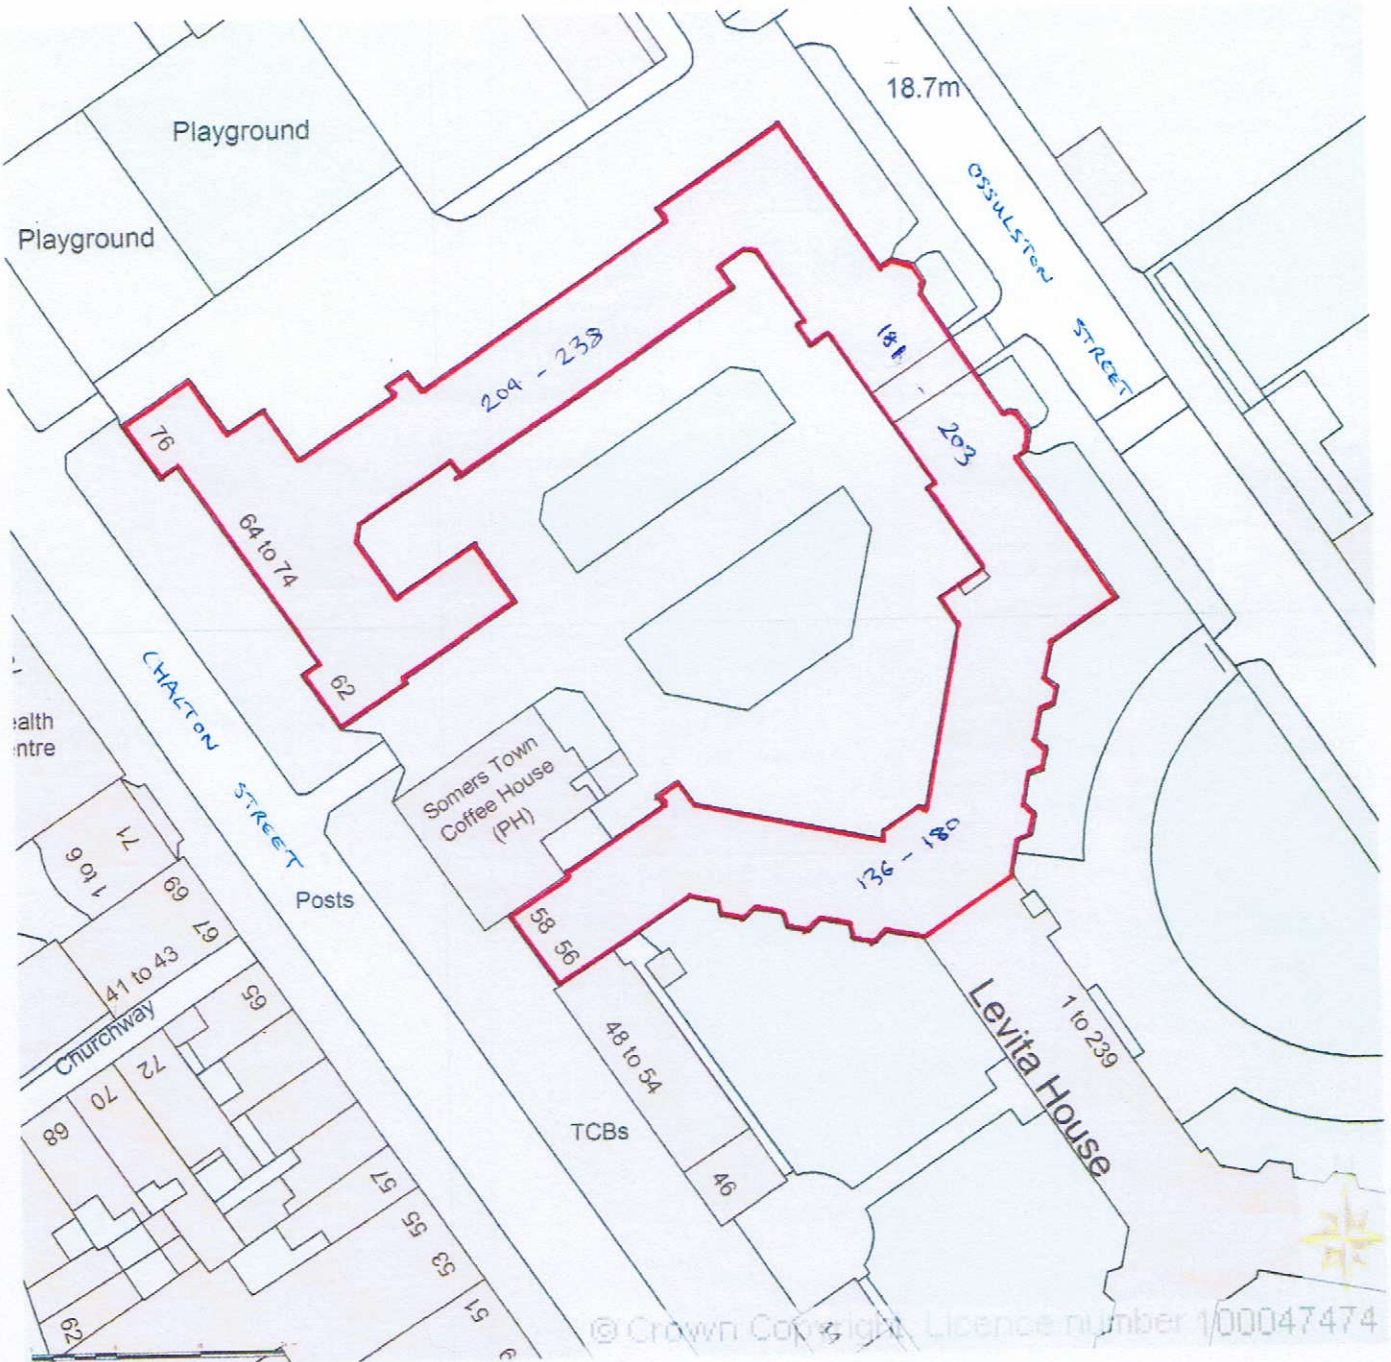 18.7m
Playground
OSSULSTON
STREET
Playground
204 - 238
181
-
203
76
64 to 74
62
CHALTON
STREET
ealth
entre
Somers Town
Coffee House
(PH)
136 - 180
71
1 to 6
69
67
Posts
58 56
41 to 43
65
Churchway
Levita House
1 to 239
48 to 54
72
70
68
TCBs
46
57
55
53
51
62
© Crown Copyright. Licence number 100047474